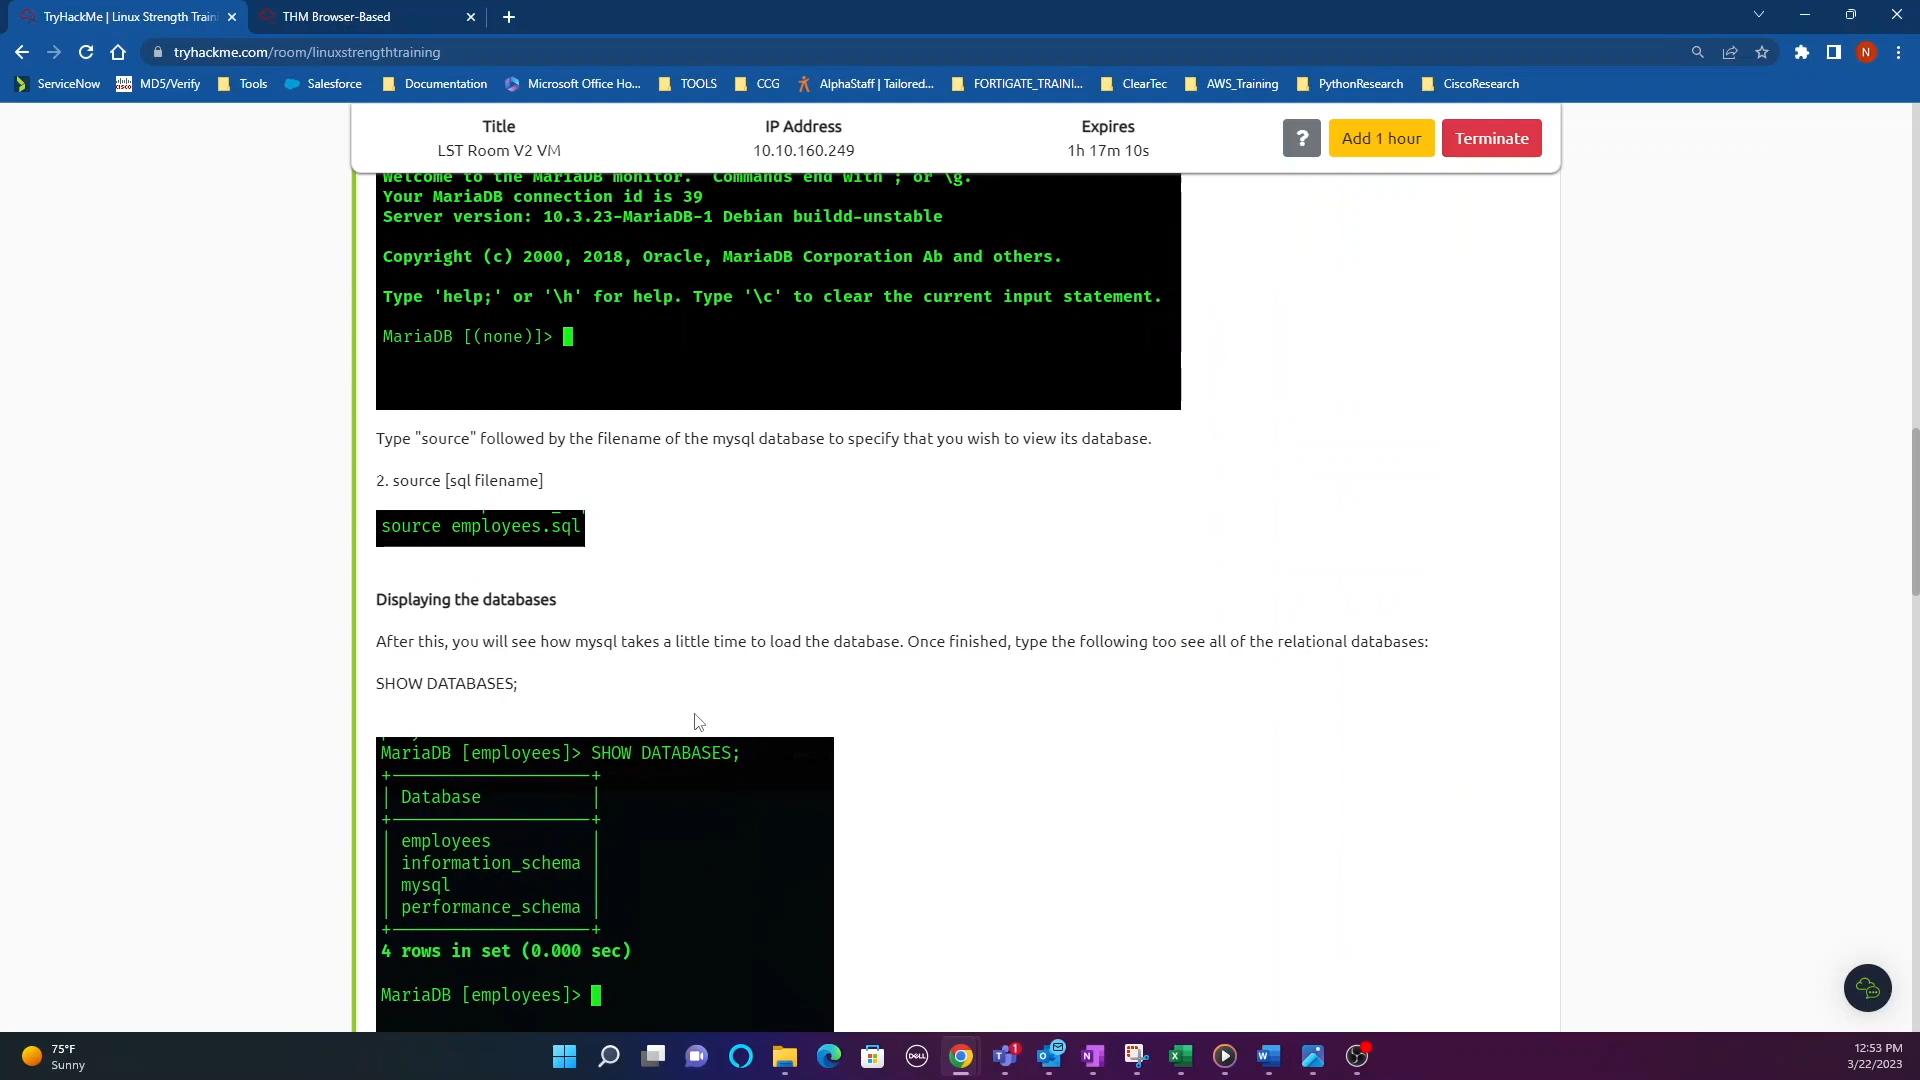 TryHackMe | Linux Strength Train
THM Browser-Based
tryhackme.com/room/linuxstrengthtraining
N
ServiceNow
MD5/Verify
Tools
Salesforce
Documentation
Microsoft Office Ho...
TOOLS
CCG
AlphaStaff | Tailored...
FORTIGATE_TRAINI...
ClearTec
AWS_Training
PythonResearch
CiscoResearch
Title
IP Address
Expires
LST Room V2 VM
10.10.160.249
1h 17m 10s
?
Add 1 hour
Terminate
Welcome to the MariaDB monitor.  Commands end with ; or \g.
Your MariaDB connection id is 39
Server version: 10.3.23-MariaDB-1 Debian buildd-unstable
Copyright (c) 2000, 2018, Oracle, MariaDB Corporation Ab and others.
Type 'help;' or '\h' for help. Type '\c' to clear the current input statement.
MariaDB [(none)]>
Type "source" followed by the filename of the mysql database to specify that you wish to view its database.
2. source [sql filename]
source employees.sql
Displaying the databases
After this, you will see how mysql takes a little time to load the database. Once finished, type the following too see all of the relational databases:
SHOW DATABASES;
MariaDB [employees]> SHOW DATABASES;
Database
employees
information_schema
mysql
performance_schema
4 rows in set (0.000 sec)
MariaDB [employees]>
75°F
Sunny
DELL
1
12:53 PM
3/22/2023